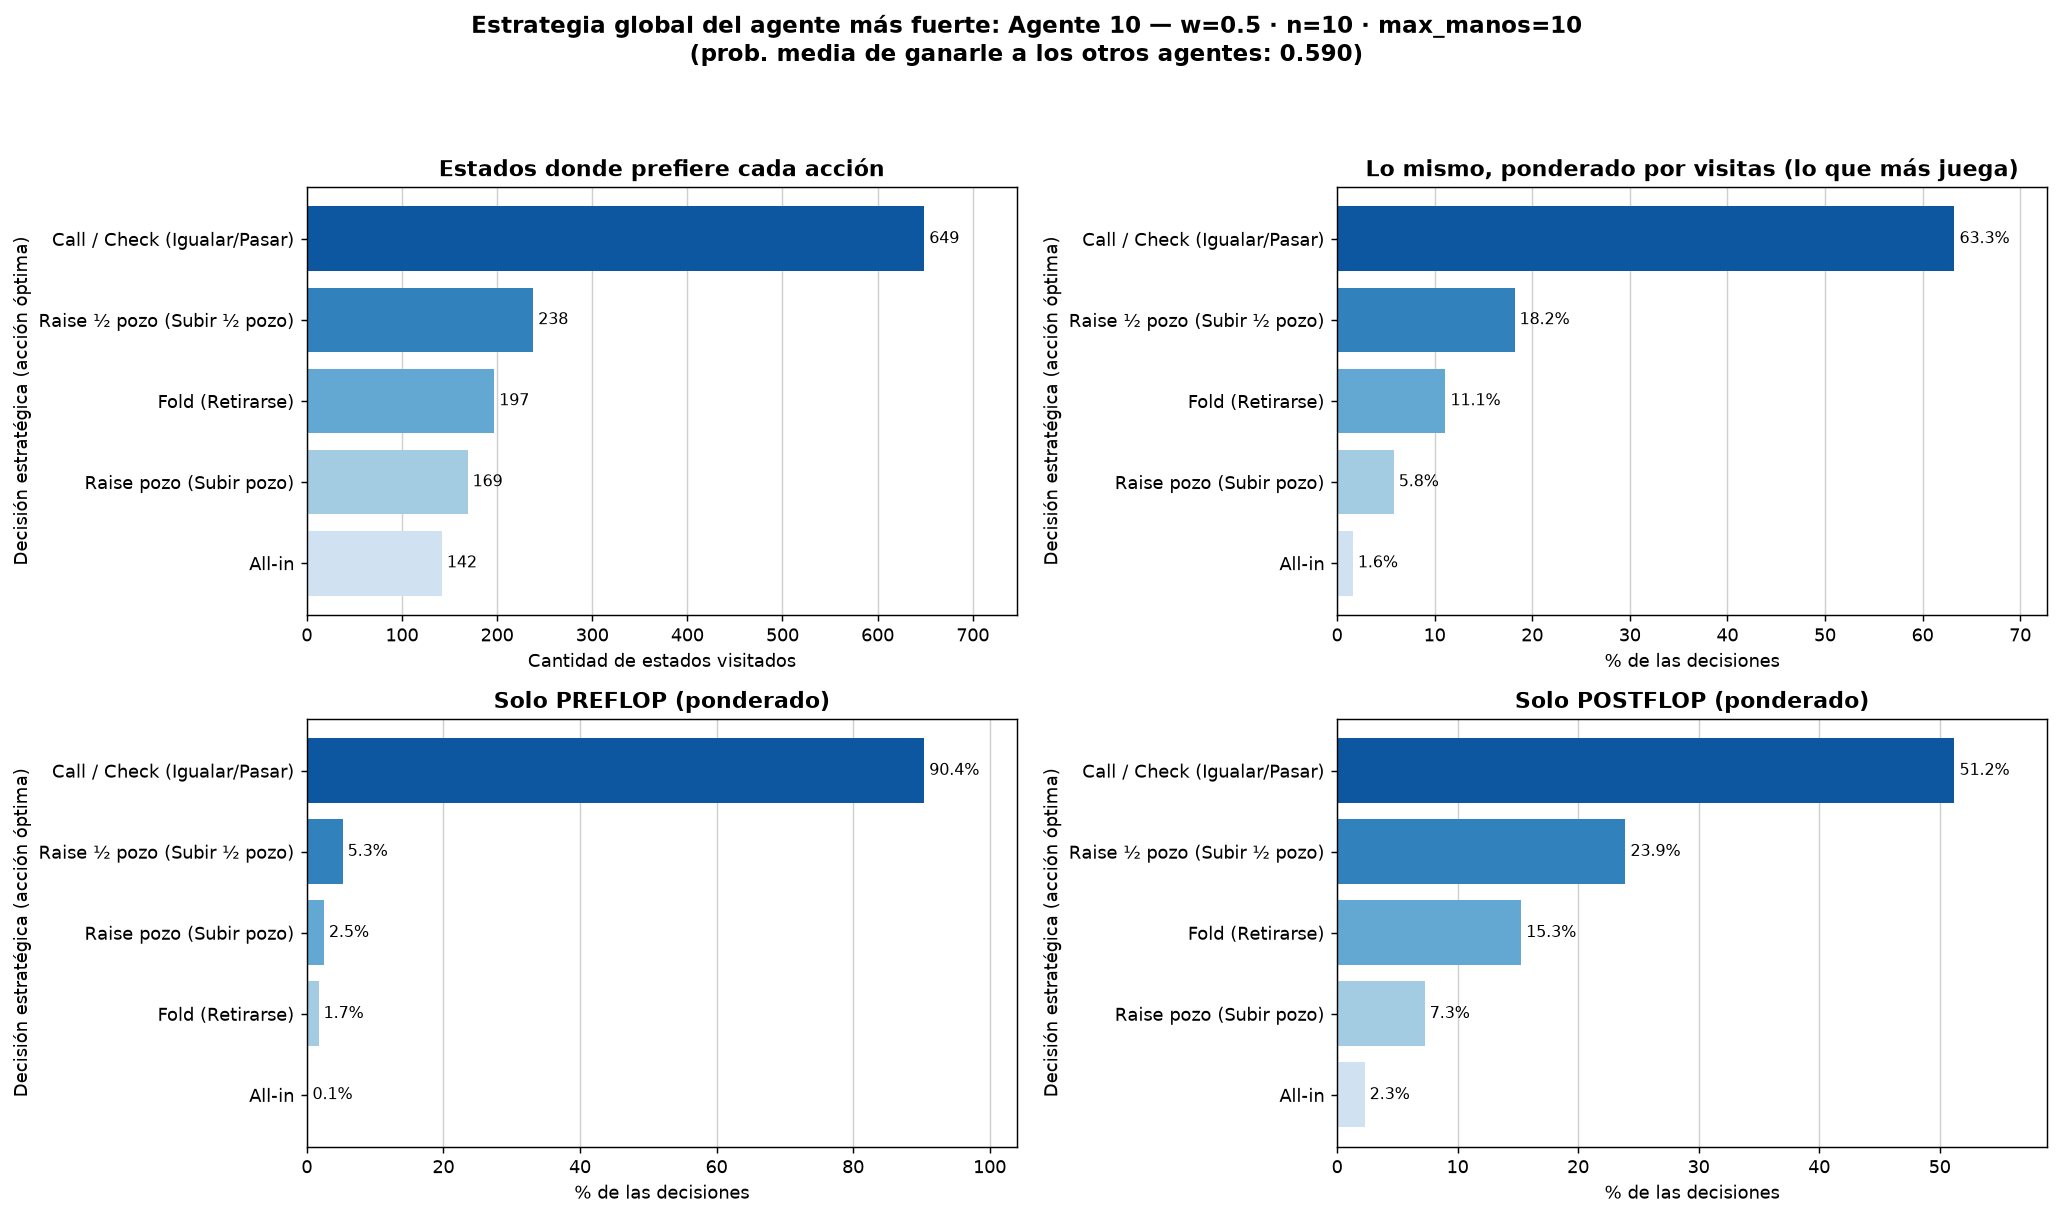 Estrategia global del agente más fuerte: Agente 10 — w=0.5 · n=10 · max_manos=10
(prob. media de ganarle a los otros agentes: 0.590)
Estados donde prefiere cada acción
Decisión estratégica (acción óptima)
Call / Check (Igualar/Pasar)
649
Raise ½ pozo (Subir ½ pozo)
238
Fold (Retirarse)
197
Raise pozo (Subir pozo)
169
All-in
142
0 100 200 300 400 500 600 700
Cantidad de estados visitados
Lo mismo, ponderado por visitas (lo que más juega)
Decisión estratégica (acción óptima)
Call / Check (Igualar/Pasar)
63.3%
Raise ½ pozo (Subir ½ pozo)
18.2%
Fold (Retirarse)
11.1%
Raise pozo (Subir pozo)
5.8%
All-in
1.6%
0 10 20 30 40 50 60 70
% de las decisiones
Solo PREFLOP (ponderado)
Decisión estratégica (acción óptima)
Call / Check (Igualar/Pasar)
90.4%
Raise ½ pozo (Subir ½ pozo)
5.3%
Raise pozo (Subir pozo)
2.5%
Fold (Retirarse)
1.7%
All-in
0.1%
0 20 40 60 80 100
% de las decisiones
Solo POSTFLOP (ponderado)
Decisión estratégica (acción óptima)
Call / Check (Igualar/Pasar)
51.2%
Raise ½ pozo (Subir ½ pozo)
23.9%
Fold (Retirarse)
15.3%
Raise pozo (Subir pozo)
7.3%
All-in
2.3%
0 10 20 30 40 50
% de las decisiones